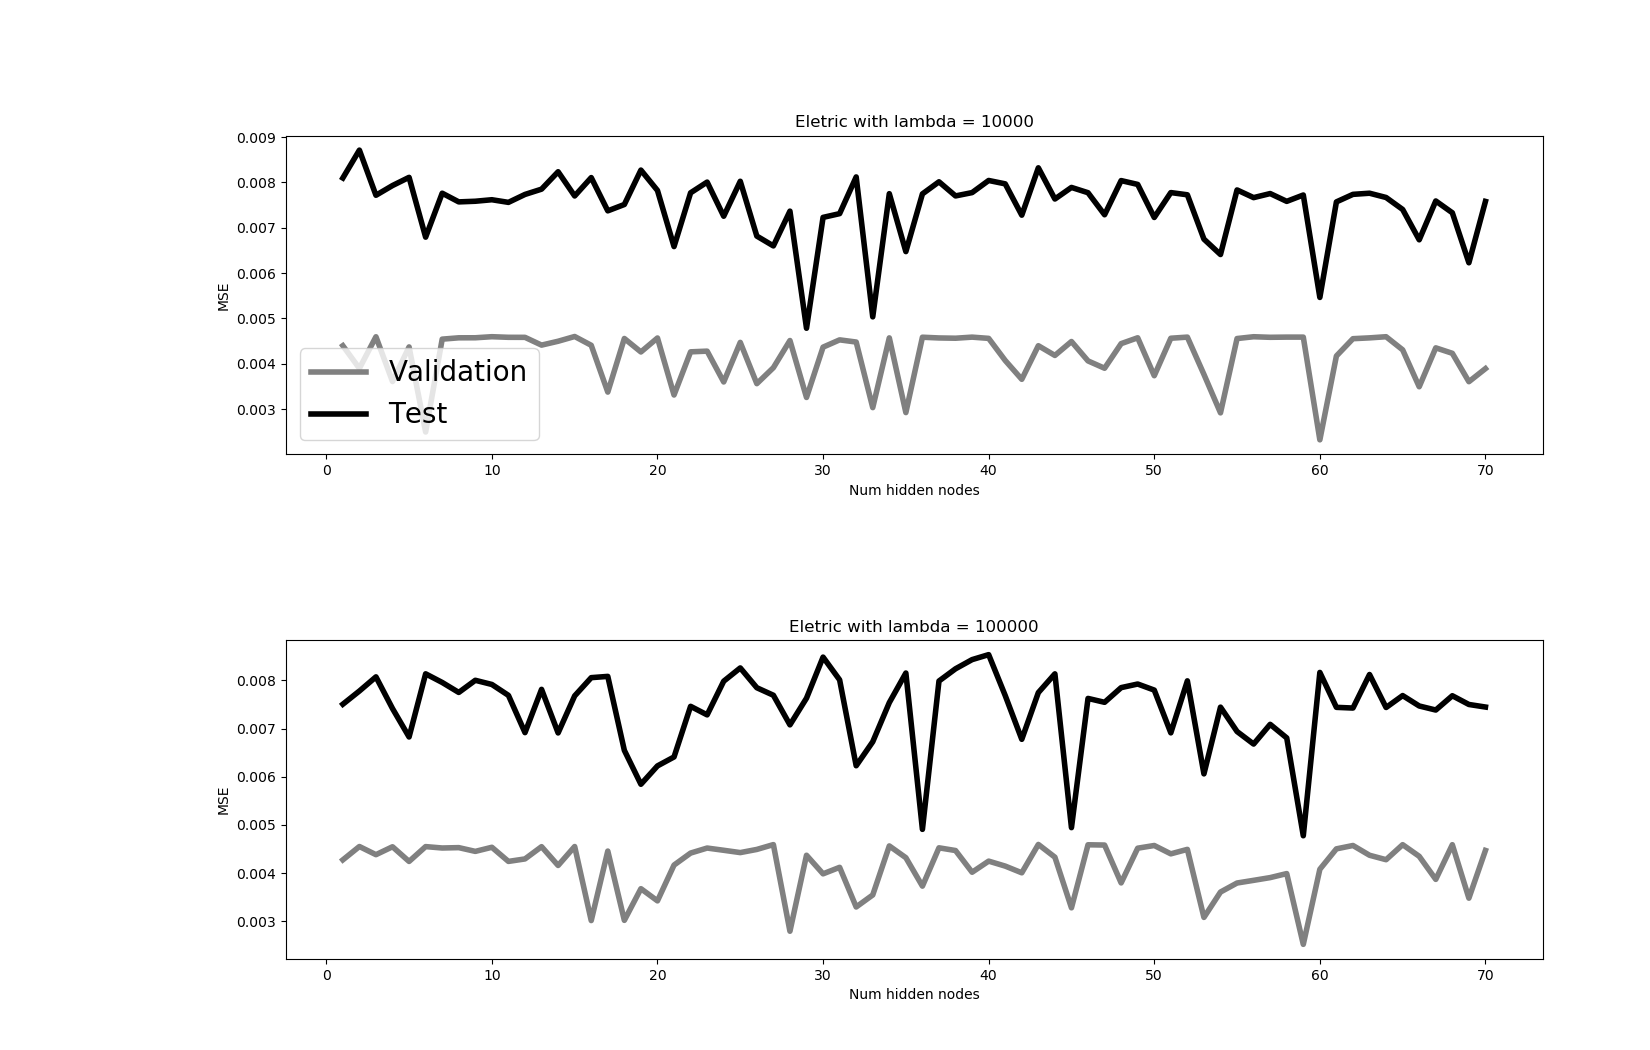 Eletric with lambda = 10000
0.009
0.008
0.007
0.006
0.005
0.004
0.003
MSE
Validation
Test
0 10 20 30 40 50 60 70
Num hidden nodes
Eletric with lambda = 100000
0.008
0.007
0.006
0.005
0.004
0.003
MSE
0 10 20 30 40 50 60 70
Num hidden nodes